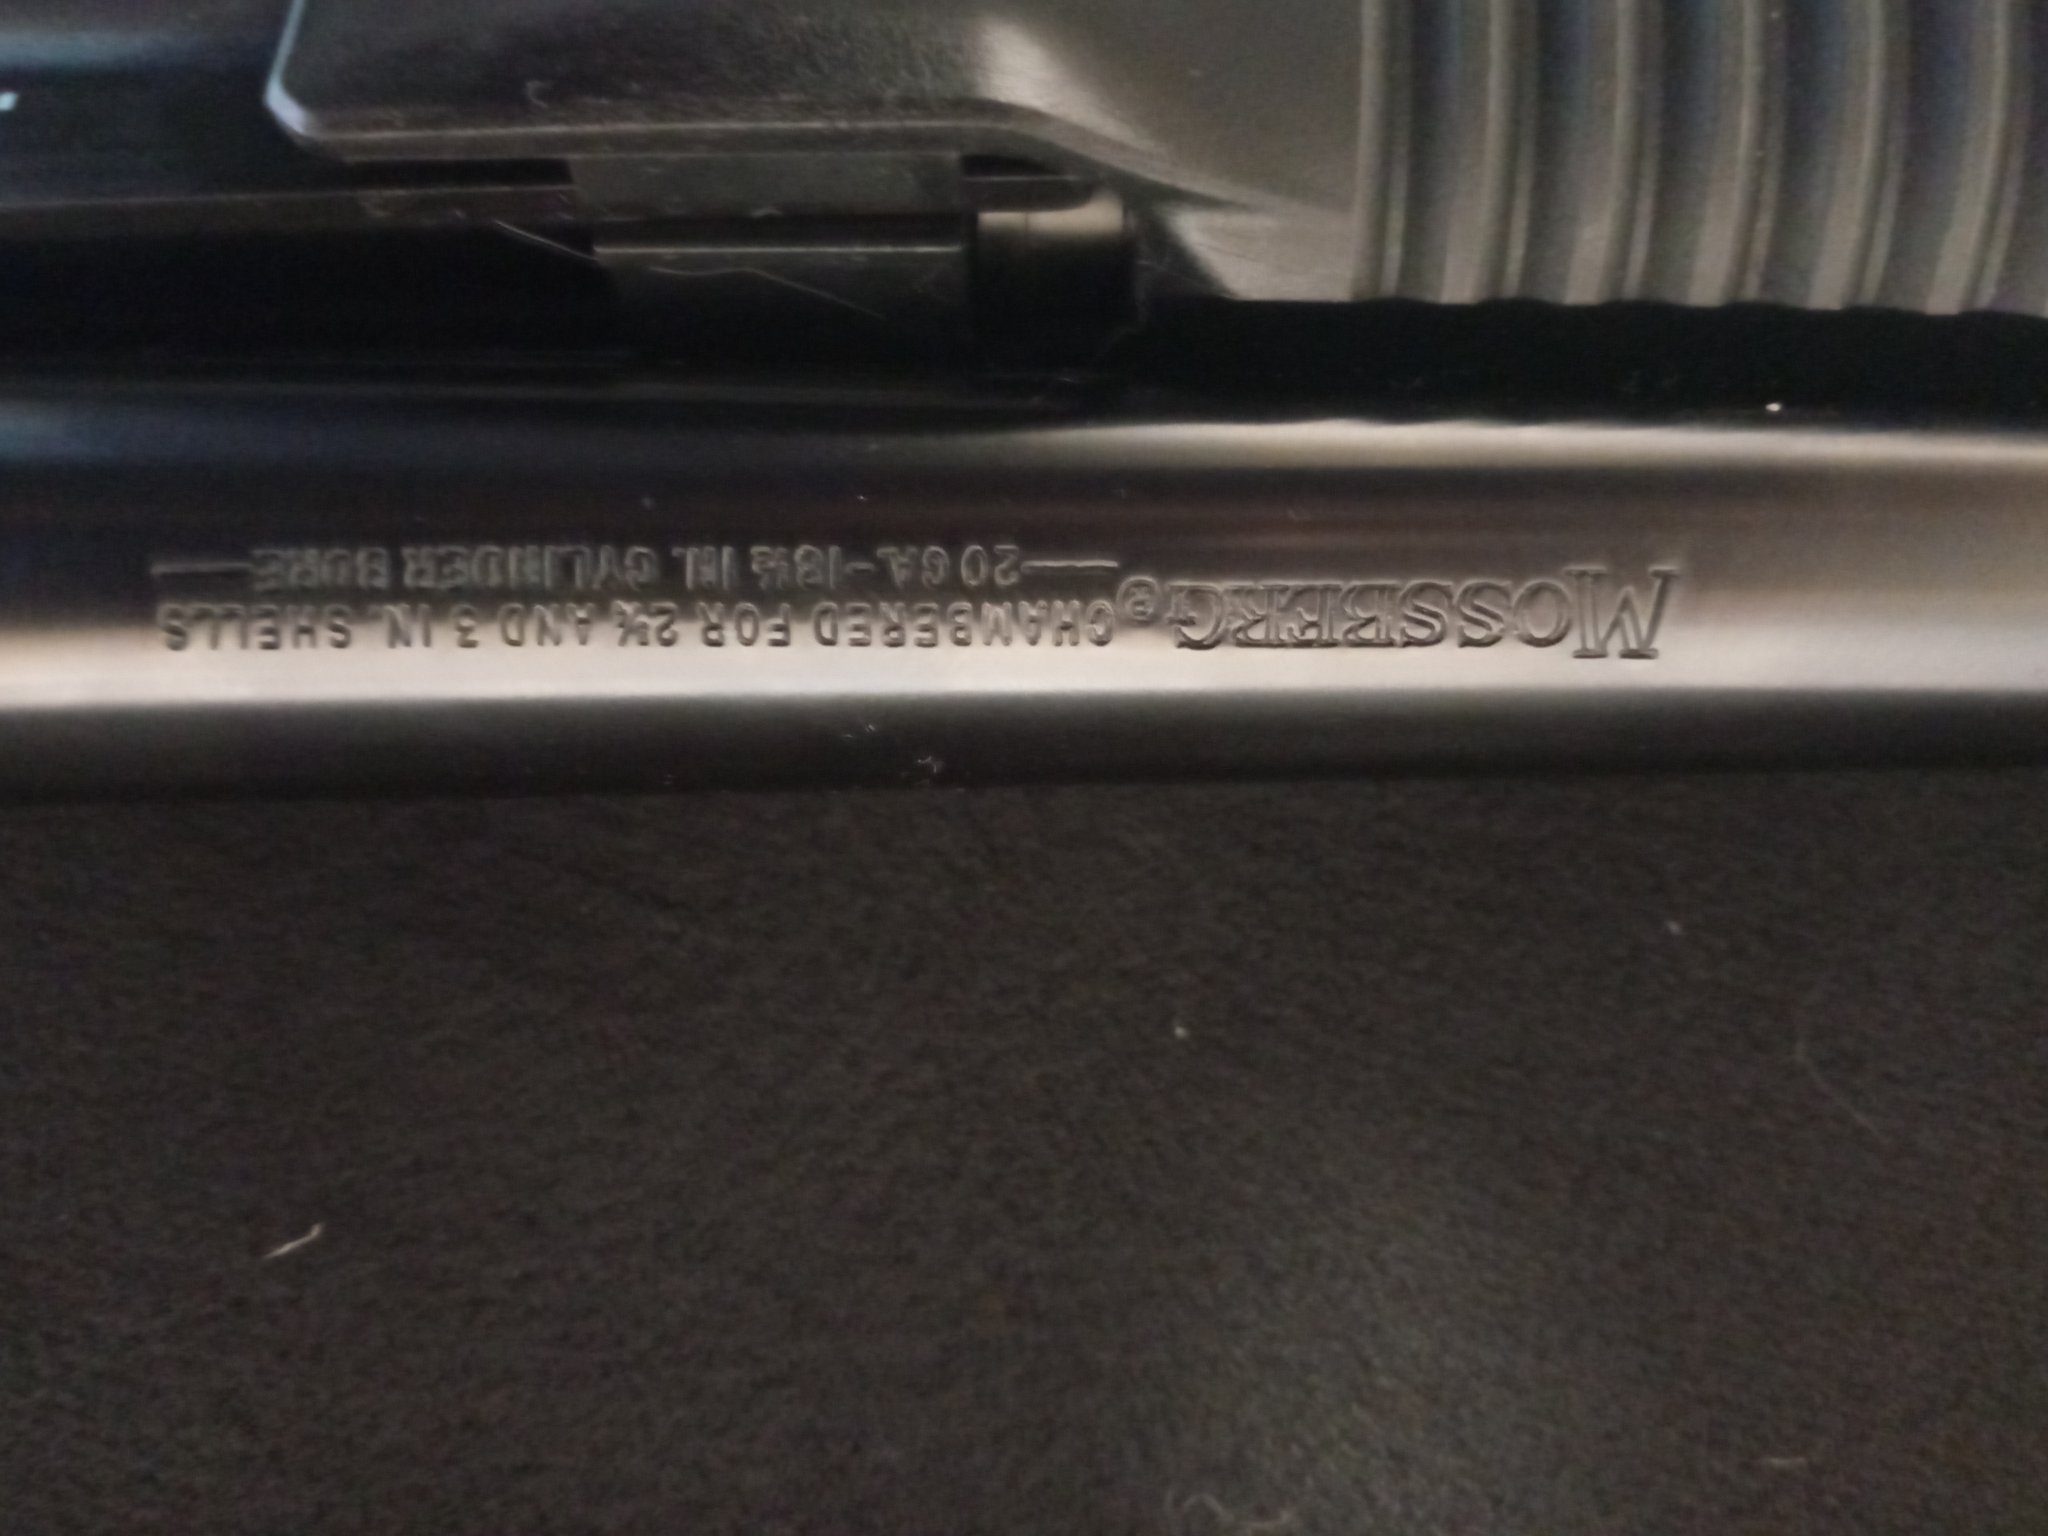 MOSSBERG®
CHAMBERED FOR 2¾ AND 3 IN. SHELLS
20 GA.-18½ IN. CYLINDER BORE